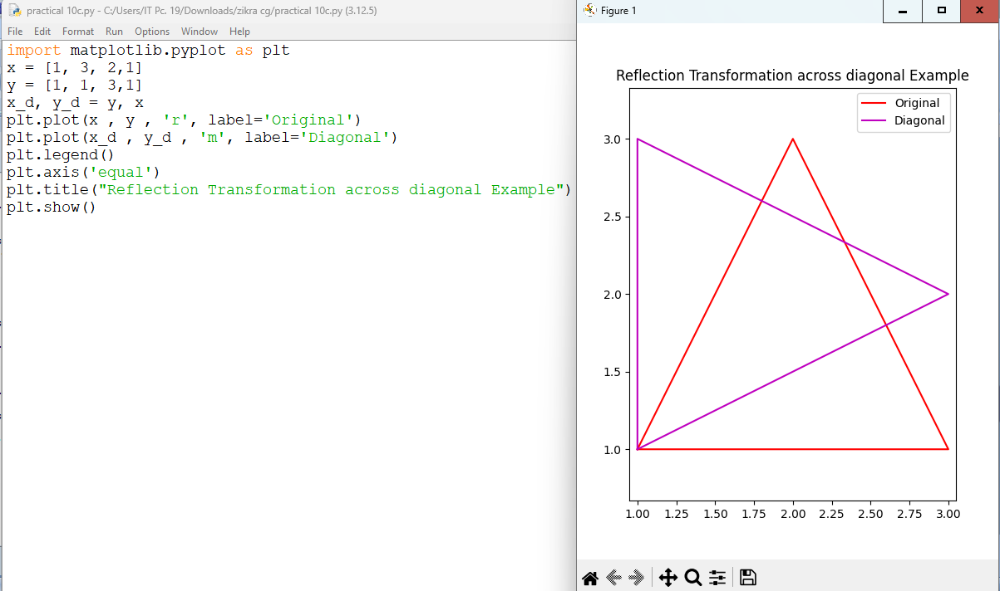 practical 10c.py - C:/Users/IT Pc. 19/Downloads/zikra cg/practical 10c.py (3.12.5)
File Edit Format Run Options Window Help
import matplotlib.pyplot as plt
x = [1, 3, 2,1]
y = [1, 1, 3,1]
x_d, y_d = y, x
plt.plot(x , y , 'r', label='Original')
plt.plot(x_d , y_d , 'm', label='Diagonal')
plt.legend()
plt.axis('equal')
plt.title("Reflection Transformation across diagonal Example")
plt.show()
Figure 1
Reflection Transformation across diagonal Example
Original
Diagonal
3.0
2.5
2.0
1.5
1.0
1.00 1.25 1.50 1.75 2.00 2.25 2.50 2.75 3.00